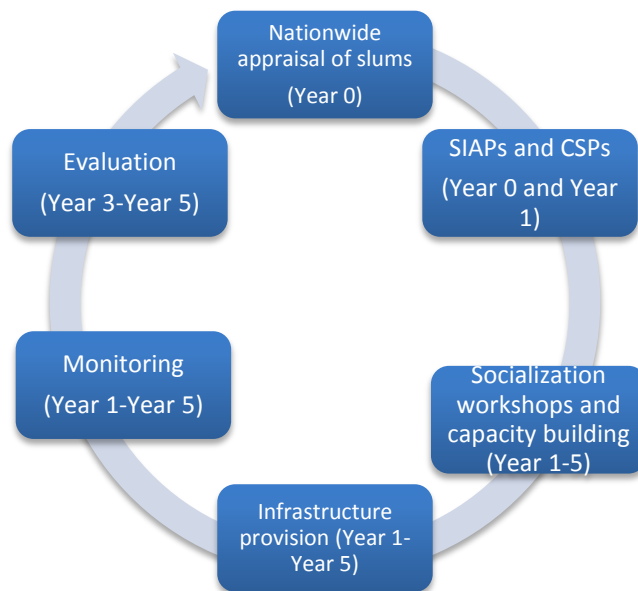 Nationwide
appraisal of slums
(Year 0)
SIAPs and CSPs
(Year 0 and Year
1)
Socialization
workshops and
capacity building
(Year 1-5)
Infrastructure
provision (Year 1-
Year 5)
Monitoring
(Year 1-Year 5)
Evaluation
(Year 3-Year 5)